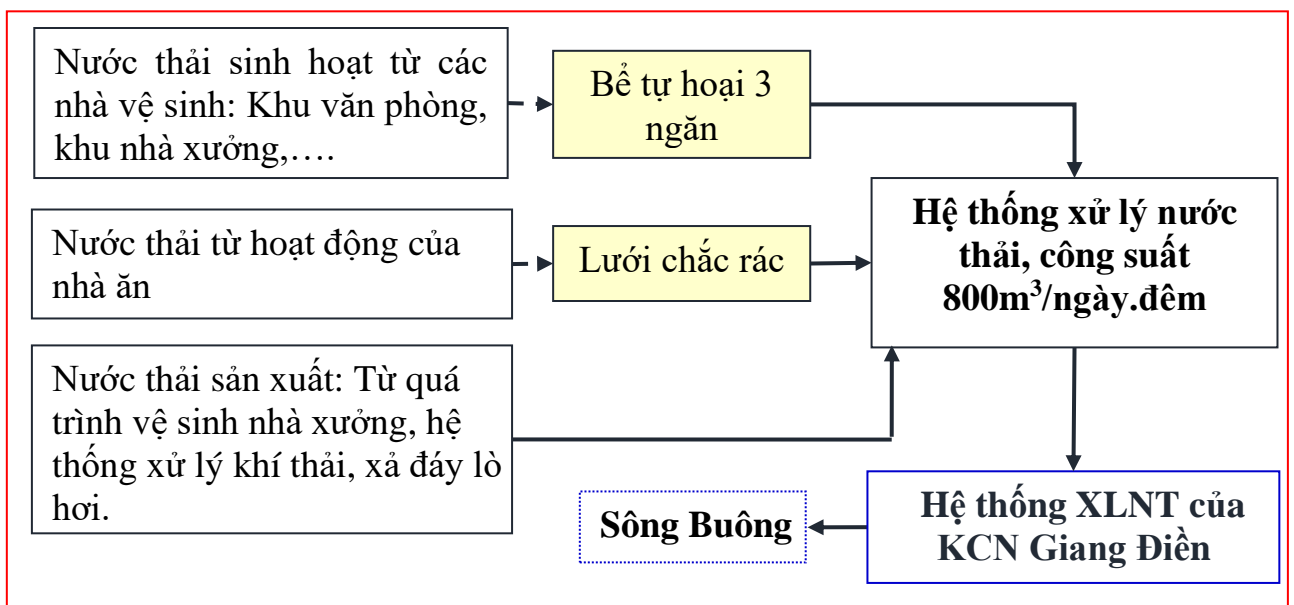 Nước thải sinh hoạt từ các
nhà vệ sinh: Khu văn phòng,
khu nhà xưởng,….
Bể tự hoại 3
ngăn
Nước thải từ hoạt động của
nhà ăn
Lưới chắc rác
Hệ thống xử lý nước
thải, công suất
800m³/ngày.đêm
Nước thải sản xuất: Từ quá
trình vệ sinh nhà xưởng, hệ
thống xử lý khí thải, xả đáy lò
hơi.
Hệ thống XLNT của
KCN Giang Điền
Sông Buông